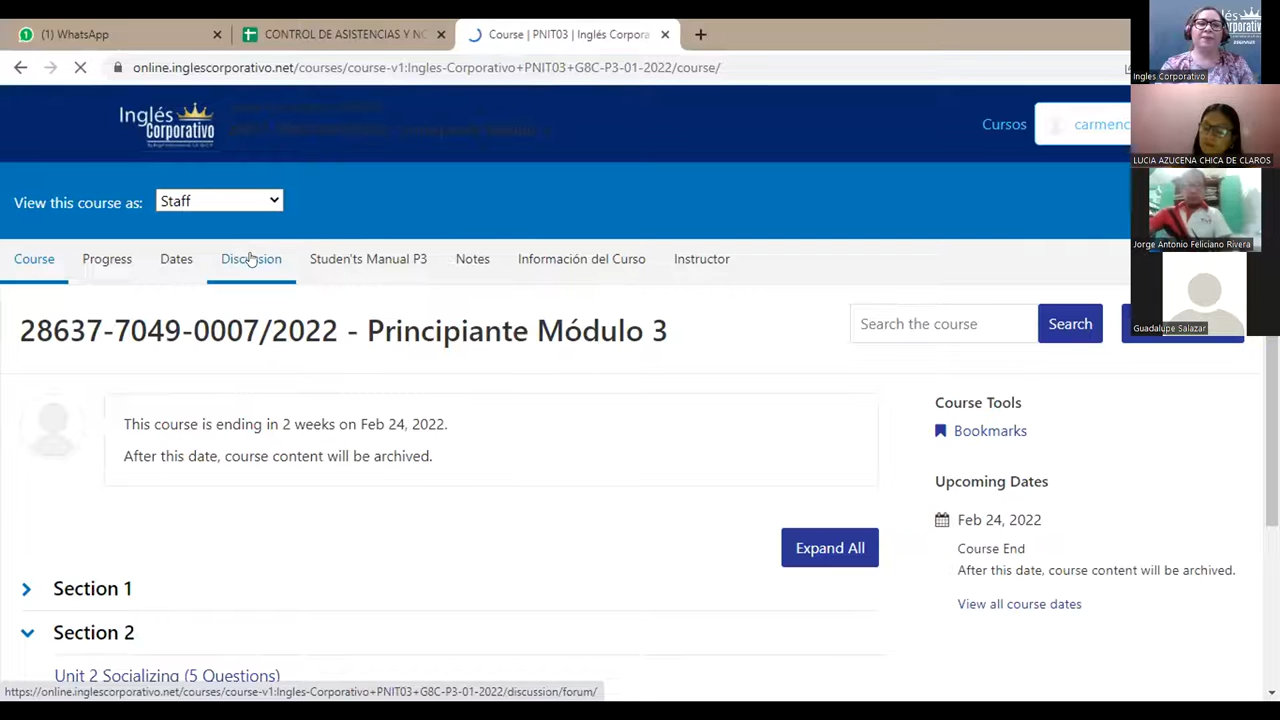 (1) WhatsApp
CONTROL DE ASISTENCIAS Y NO
Course | PNIT03 | Inglés Corpora
online.inglescorporativo.net/courses/course-v1:Ingles-Corporativo+PNIT03+G8C-P3-01-2022/course/
Inglés
Corporativo
Cursos
carmenc
Ingles Corporativo
LUCIA AZUCENA CHICA DE CLAROS
Jorge Antonio Feliciano Rivera
Guadalupe Salazar
View this course as:
Staff
Course
Progress
Dates
Discussion
Studen'ts Manual P3
Notes
Información del Curso
Instructor
28637-7049-0007/2022 - Principiante Módulo 3
Search the course
Search
This course is ending in 2 weeks on Feb 24, 2022.
After this date, course content will be archived.
Course Tools
Bookmarks
Upcoming Dates
Feb 24, 2022
Course End
After this date, course content will be archived.
View all course dates
Expand All
Section 1
Section 2
Unit 2 Socializing (5 Questions)
https://online.inglescorporativo.net/courses/course-v1:Ingles-Corporativo+PNIT03+G8C-P3-01-2022/discussion/forum/